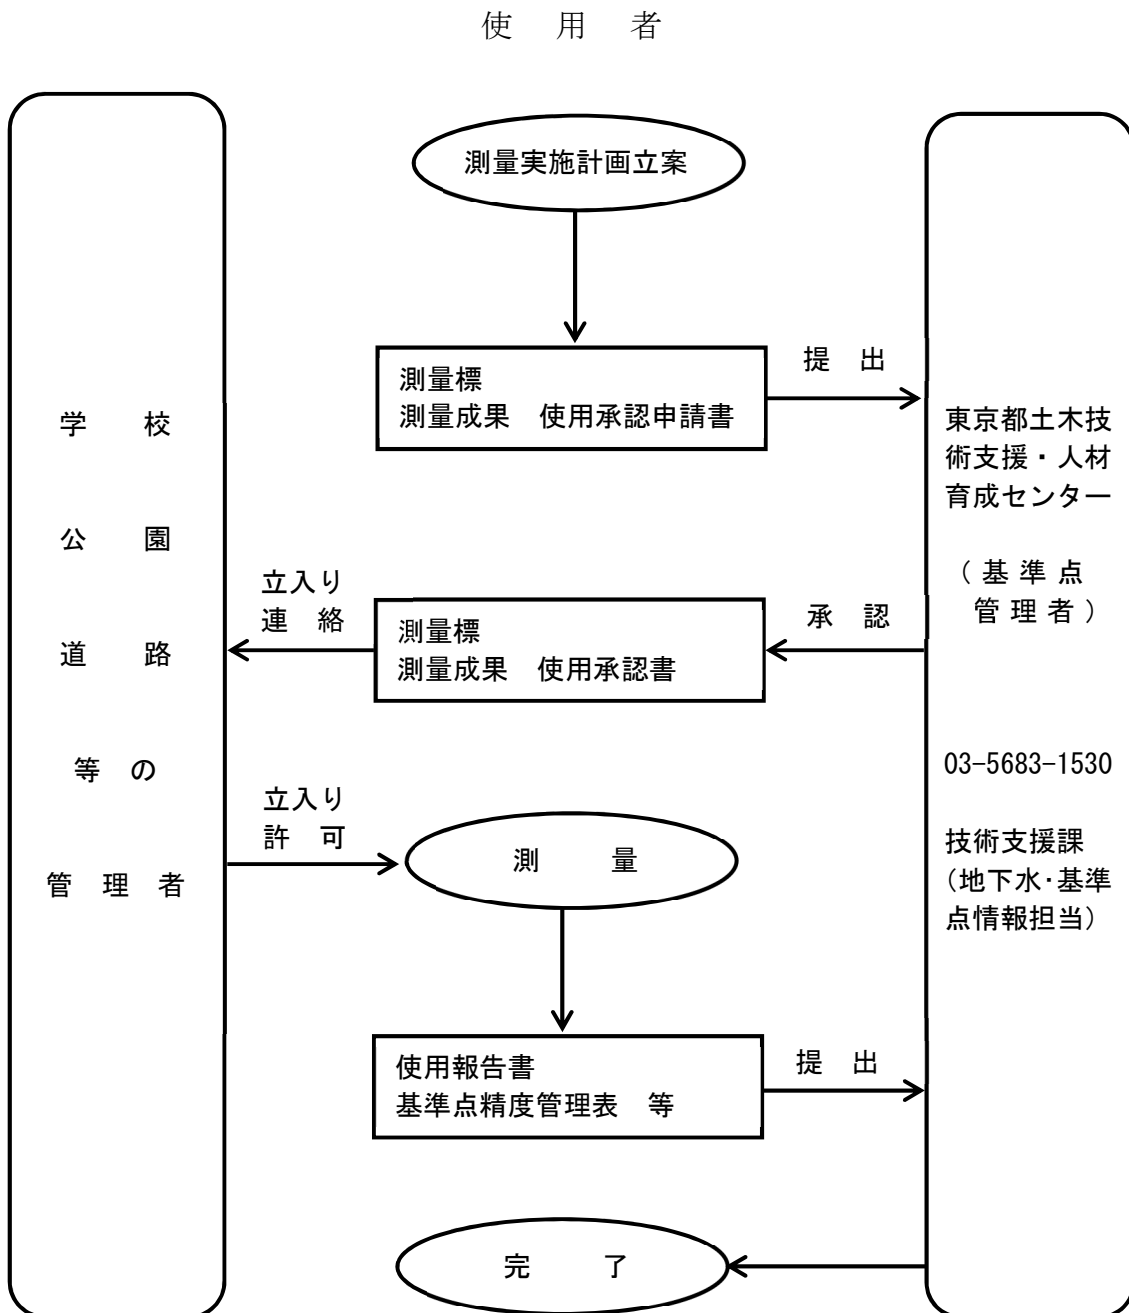 使 用 者
測量実施計画立案
測量標
測量成果 使用承認申請書
提 出
学 校
公 園
道 路
等 の
管 理 者
東京都土木技
術支援・人材
育成センター
(基準点
管理者)
03-5683-1530
技術支援課
(地下水・基準
点情報担当)
承 認
測量標
測量成果 使用承認書
立入り
連 絡
立入り
許 可
測 量
使用報告書
基準点精度管理表 等
提 出
完 了